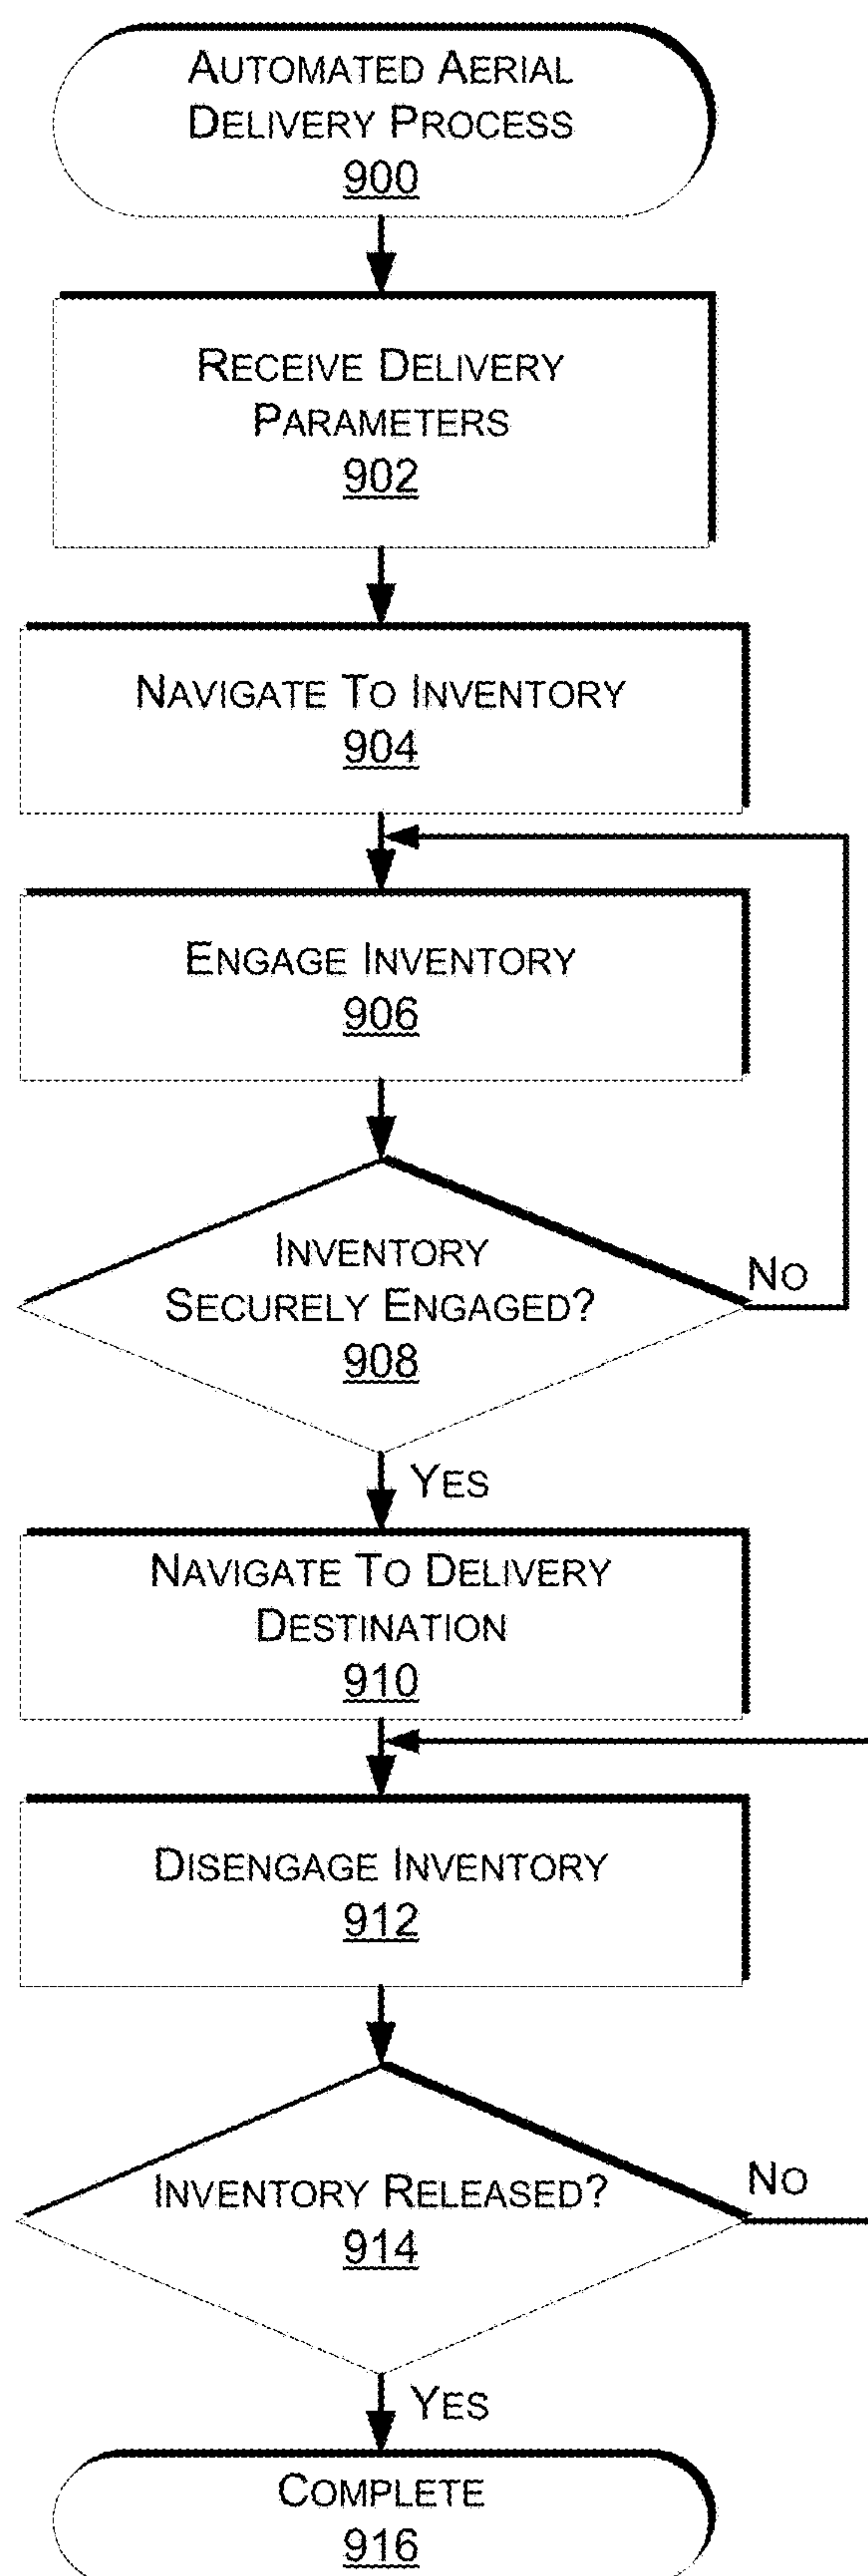 AUTOMATED AERIAL
DELIVERY PROCESS
900
RECEIVE DELIVERY
PARAMETERS
902
NAVIGATE TO INVENTORY
904
ENGAGE INVENTORY
906
INVENTORY
SECURELY ENGAGED?
908
NO
YES
NAVIGATE TO DELIVERY
DESTINATION
910
DISENGAGE INVENTORY
912
INVENTORY RELEASED?
914
NO
YES
COMPLETE
916